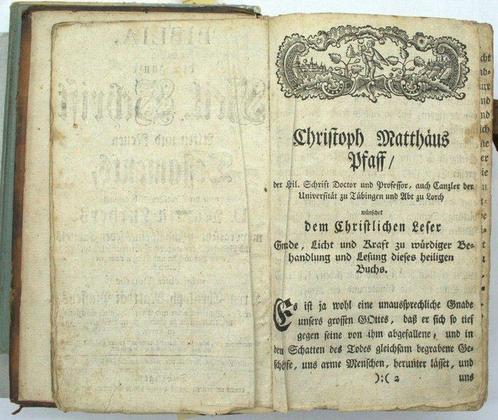 Christoph Matthäus
Pfaff/
der Hil. Schrift Doctor und Professor, auch Canzler der
Universität zu Tübingen und Abt zu Lorch
wünschet
dem Christlichen Leser
Gnade, Licht und Kraft zu würdiger Be-
handlung und Lesung dieses heiligen
Buchs.
Es ist ja wohl eine unaussprechliche Gnade
unsers grossen GOttes, daß er sich so tief
gegen seine von ihm abgefallene, und in
den Schatten des Todes gleichsam begrabene Ge-
schöpfe, uns arme Menschen, herunter lässet, und
):( 2 uns